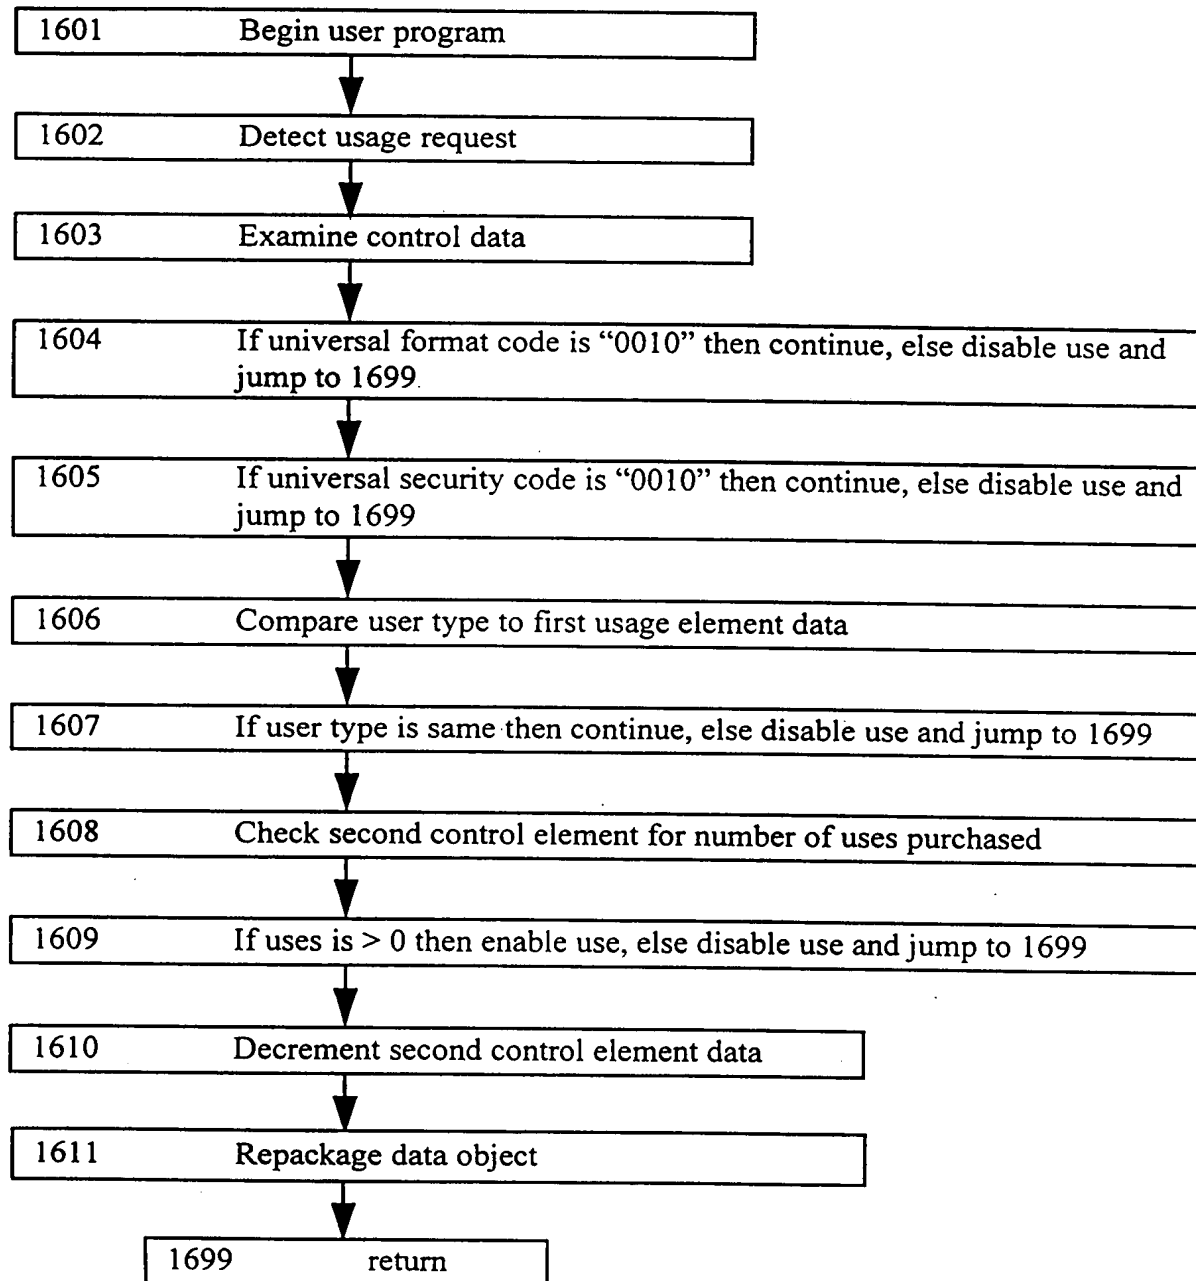 1601 Begin user program
1602 Detect usage request
1603 Examine control data
1604 If universal format code is “0010” then continue, else disable use and
jump to 1699
1605 If universal security code is “0010” then continue, else disable use and
jump to 1699
1606 Compare user type to first usage element data
1607 If user type is same then continue, else disable use and jump to 1699
1608 Check second control element for number of uses purchased
1609 If uses is > 0 then enable use, else disable use and jump to 1699
1610 Decrement second control element data
1611 Repackage data object
1699 return